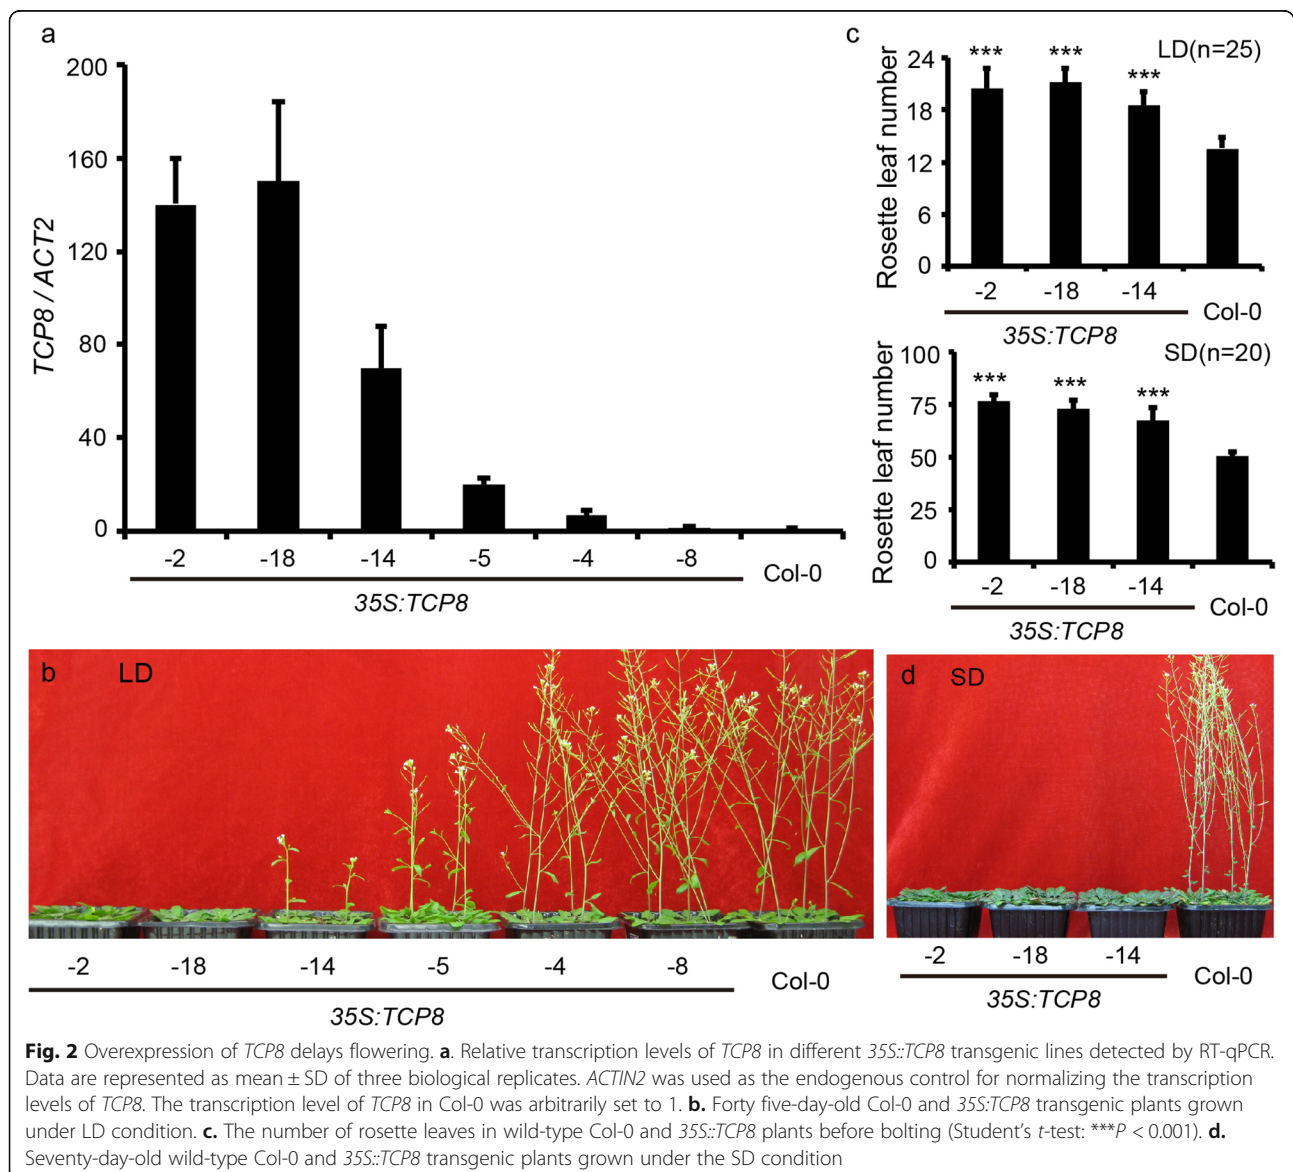 a
200
160
120
80
40
0
TCP8 / ACT2
-2 -18 -14 -5 -4 -8 Col-0
35S:TCP8
c
LD(n=25)
Rosette leaf number
24
18
12
6
0
*** *** ***
-2 -18 -14 Col-0
35S:TCP8
SD(n=20)
Rosette leaf number
100
75
50
25
0
*** *** ***
-2 -18 -14 Col-0
35S:TCP8
b LD
-2 -18 -14 -5 -4 -8 Col-0
35S:TCP8
d SD
-2 -18 -14 Col-0
35S:TCP8
Fig. 2 Overexpression of TCP8 delays flowering. a. Relative transcription levels of TCP8 in different 35S::TCP8 transgenic lines detected by RT-qPCR.
Data are represented as mean ± SD of three biological replicates. ACTIN2 was used as the endogenous control for normalizing the transcription
levels of TCP8. The transcription level of TCP8 in Col-0 was arbitrarily set to 1. b. Forty five-day-old Col-0 and 35S:TCP8 transgenic plants grown
under LD condition. c. The number of rosette leaves in wild-type Col-0 and 35S::TCP8 plants before bolting (Student's t-test: ***P < 0.001). d.
Seventy-day-old wild-type Col-0 and 35S::TCP8 transgenic plants grown under the SD condition